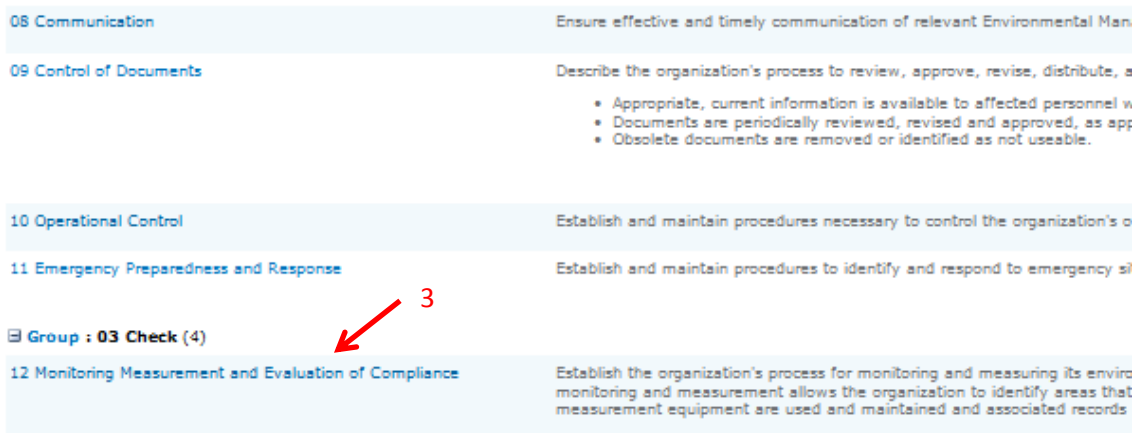 08 Communication Ensure effective and timely communication of relevant Environmental Man
09 Control of Documents Describe the organization's process to review, approve, revise, distribute, a
• Appropriate, current information is available to affected personnel w
• Documents are periodically reviewed, revised and approved, as app
• Obsolete documents are removed or identified as not useable.
10 Operational Control Establish and maintain procedures necessary to control the organization's o
11 Emergency Preparedness and Response Establish and maintain procedures to identify and respond to emergency si
3
Group : 03 Check (4)
12 Monitoring Measurement and Evaluation of Compliance Establish the organization's process for monitoring and measuring its enviro
monitoring and measurement allows the organization to identify areas that
measurement equipment are used and maintained and associated records